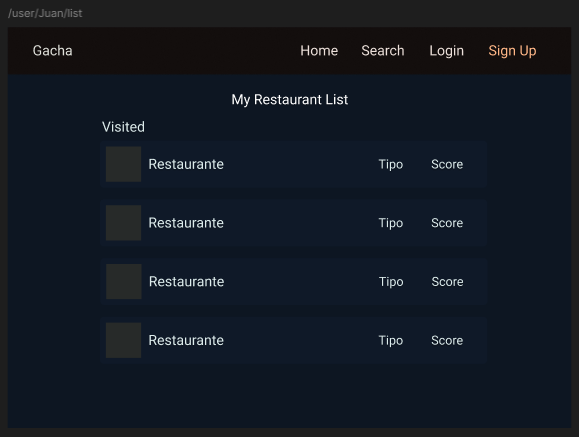 /user/Juan/list
Gacha Home Search Login Sign Up
My Restaurant List
Visited
Restaurante Tipo Score
Restaurante Tipo Score
Restaurante Tipo Score
Restaurante Tipo Score